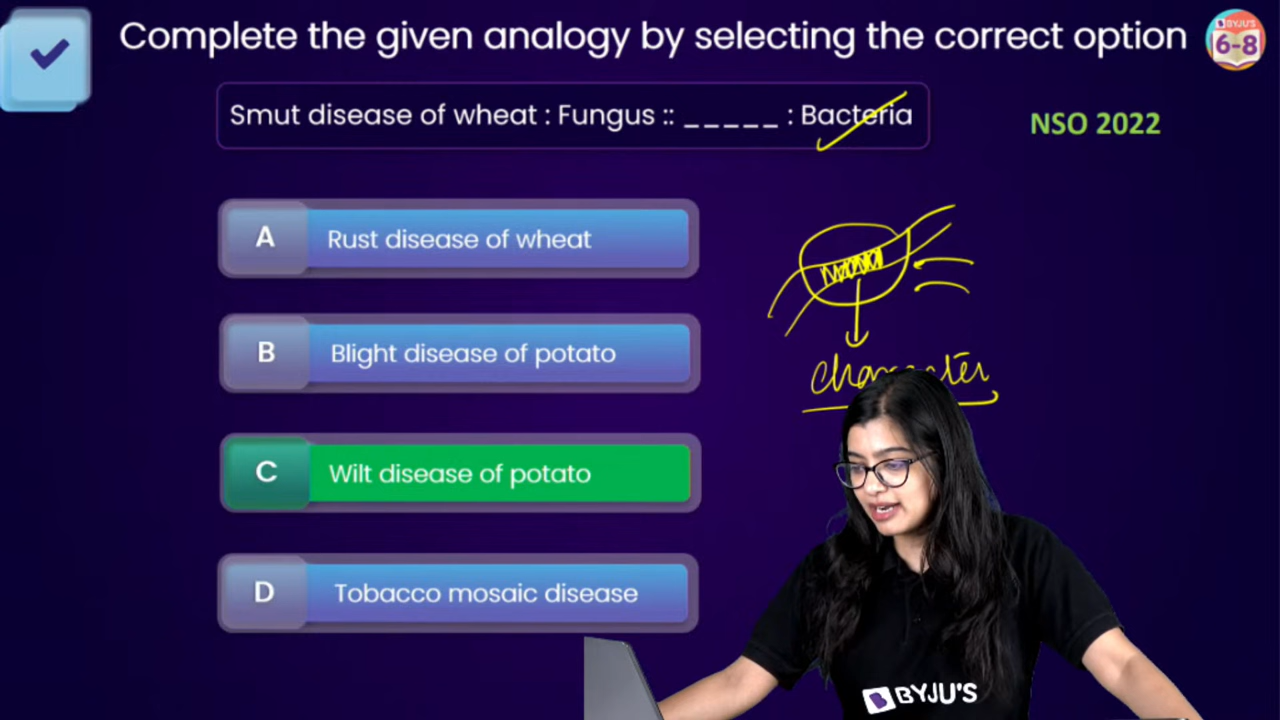 Complete the given analogy by selecting the correct option
BYJU'S
6-8
Smut disease of wheat : Fungus :: _____ : Bacteria
NSO 2022
A Rust disease of wheat
B Blight disease of potato
C Wilt disease of potato
D Tobacco mosaic disease
BYJU'S